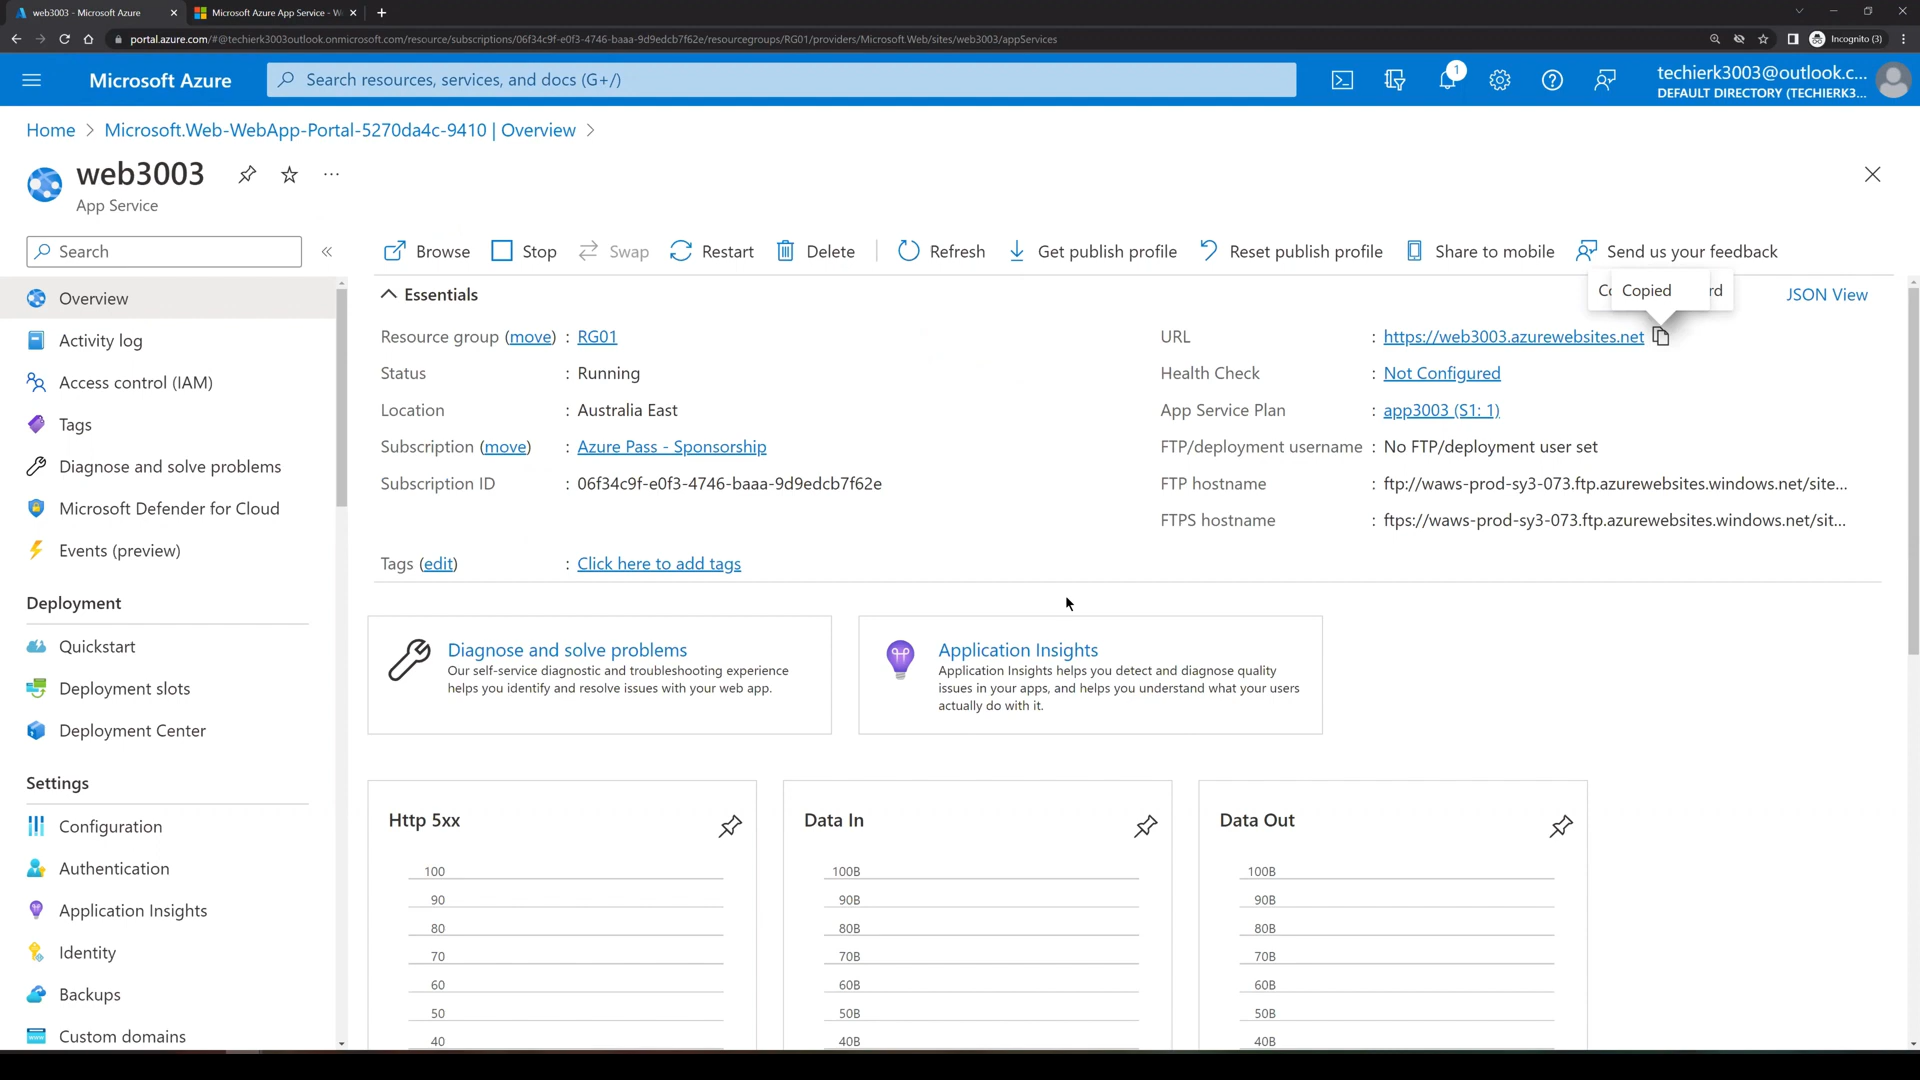 web3003 - Microsoft Azure
Microsoft Azure App Service - W
portal.azure.com/#@techierk3003outlook.onmicrosoft.com/resource/subscriptions/06f34c9f-e0f3-4746-baaa-9d9edcb7f62e/resourcegroups/RG01/providers/Microsoft.Web/sites/web3003/appServices
Incognito (3)
Microsoft Azure
Search resources, services, and docs (G+/)
1
techierk3003@outlook.c...
DEFAULT DIRECTORY (TECHIERK3...
Home > Microsoft.Web-WebApp-Portal-5270da4c-9410 | Overview >
web3003
App Service
Search
Browse
Stop
Swap
Restart
Delete
Refresh
Get publish profile
Reset publish profile
Share to mobile
Send us your feedback
Overview
Activity log
Access control (IAM)
Tags
Diagnose and solve problems
Microsoft Defender for Cloud
Events (preview)
Deployment
Quickstart
Deployment slots
Deployment Center
Settings
Configuration
Authentication
Application Insights
Identity
Backups
Custom domains
Essentials
Copied
JSON View
Resource group (move) : RG01
Status : Running
Location : Australia East
Subscription (move) : Azure Pass - Sponsorship
Subscription ID : 06f34c9f-e0f3-4746-baaa-9d9edcb7f62e
URL : https://web3003.azurewebsites.net
Health Check : Not Configured
App Service Plan : app3003 (S1: 1)
FTP/deployment username : No FTP/deployment user set
FTP hostname : ftp://waws-prod-sy3-073.ftp.azurewebsites.windows.net/site...
FTPS hostname : ftps://waws-prod-sy3-073.ftp.azurewebsites.windows.net/sit...
Tags (edit) : Click here to add tags
Diagnose and solve problems
Our self-service diagnostic and troubleshooting experience
helps you identify and resolve issues with your web app.
Application Insights
Application Insights helps you detect and diagnose quality
issues in your apps, and helps you understand what your users
actually do with it.
Http 5xx
100
90
80
70
60
50
40
Data In
100B
90B
80B
70B
60B
50B
40B
Data Out
100B
90B
80B
70B
60B
50B
40B